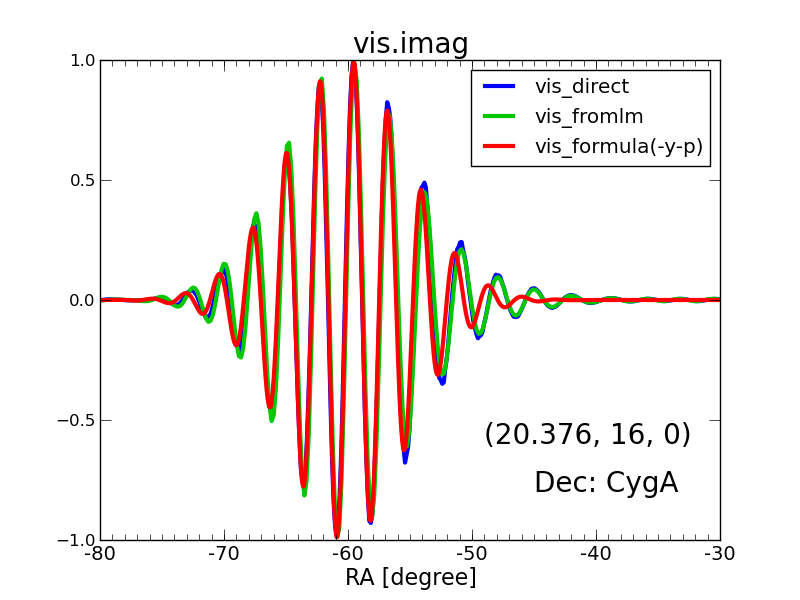 vis.imag
1.0
0.5
0.0
−0.5
−1.0
vis_direct
vis_fromlm
vis_formula(-y-p)
(20.376, 16, 0)
Dec: CygA
-80
-70
-60
-50
-40
-30
RA [degree]